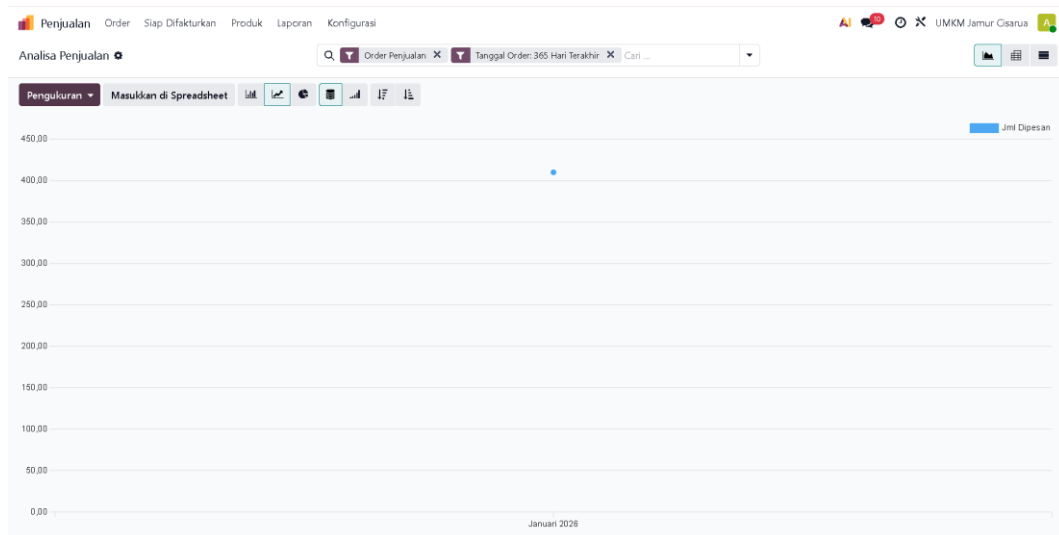 Penjualan Order Siap Difakturkan Produk Laporan Konfigurasi AI 10 UMKM Jamur Cisarua A
Analisa Penjualan Order Penjualan Tanggal Order: 365 Hari Terakhir Cari ...
Pengukuran Masukkan di Spreadsheet
Jml Dipesan
450,00
400,00
350,00
300,00
250,00
200,00
150,00
100,00
50,00
0,00
Januari 2026